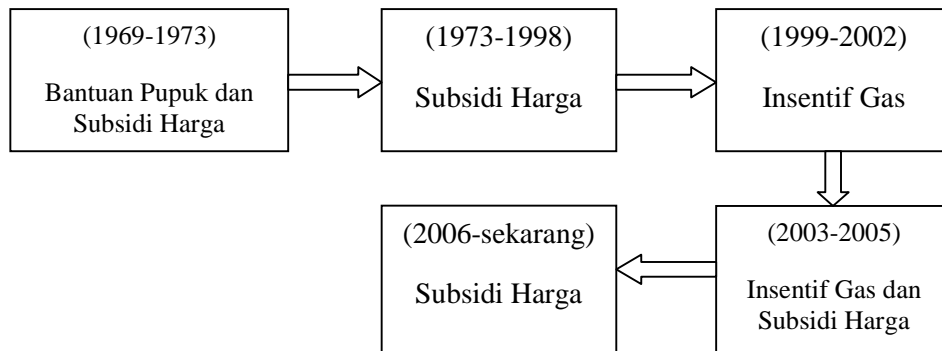 (1969-1973)
Bantuan Pupuk dan
Subsidi Harga
(1973-1998)
Subsidi Harga
(1999-2002)
Insentif Gas
(2003-2005)
Insentif Gas dan
Subsidi Harga
(2006-sekarang)
Subsidi Harga